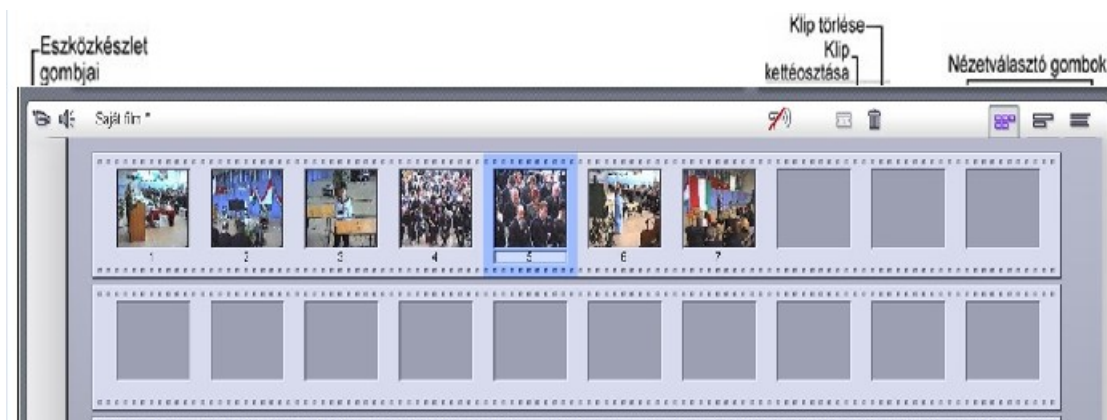 Eszközkészlet
gombjai
Klip törlése
Klip
kettéosztása
Nézetválasztó gombok
Saját film *
1 2 3 4 5 6 7